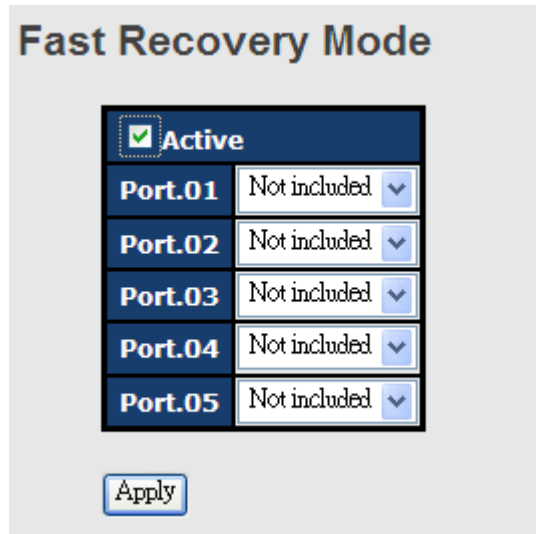 Fast Recovery Mode
Active
Port.01 Not included
Port.02 Not included
Port.03 Not included
Port.04 Not included
Port.05 Not included
Apply